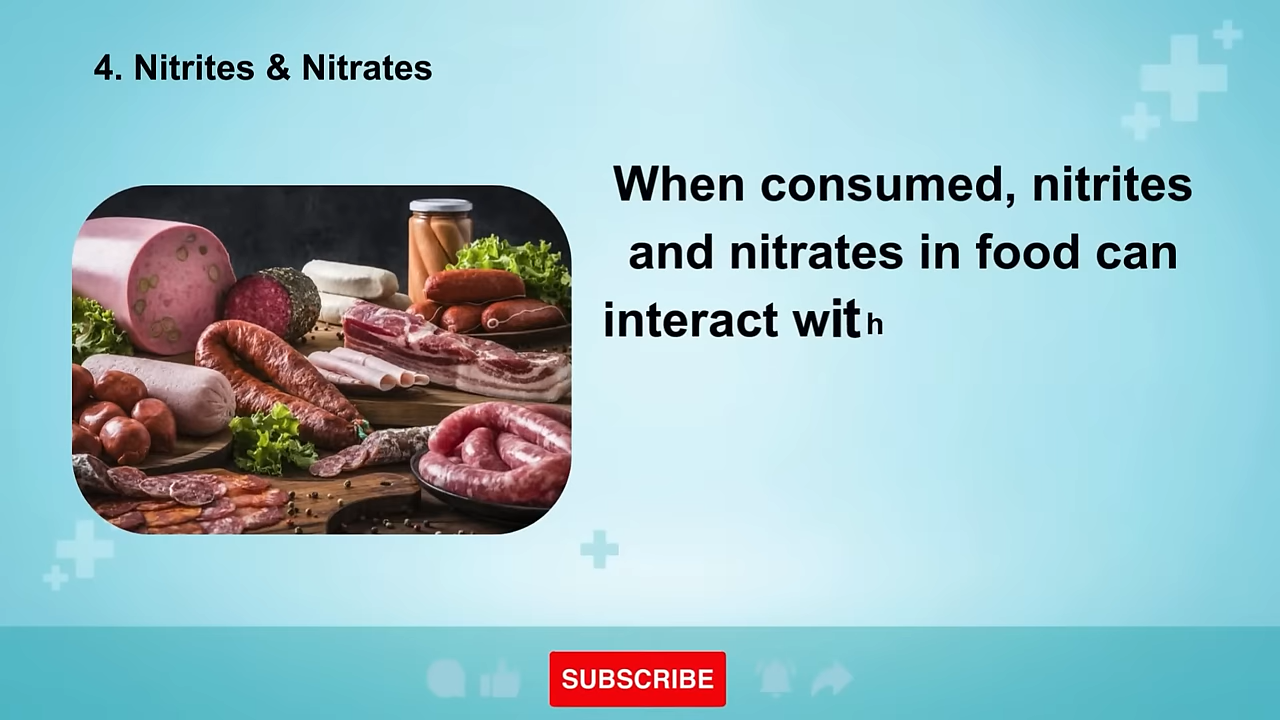 4. Nitrites & Nitrates
When consumed, nitrites
and nitrates in food can
interact with
SUBSCRIBE